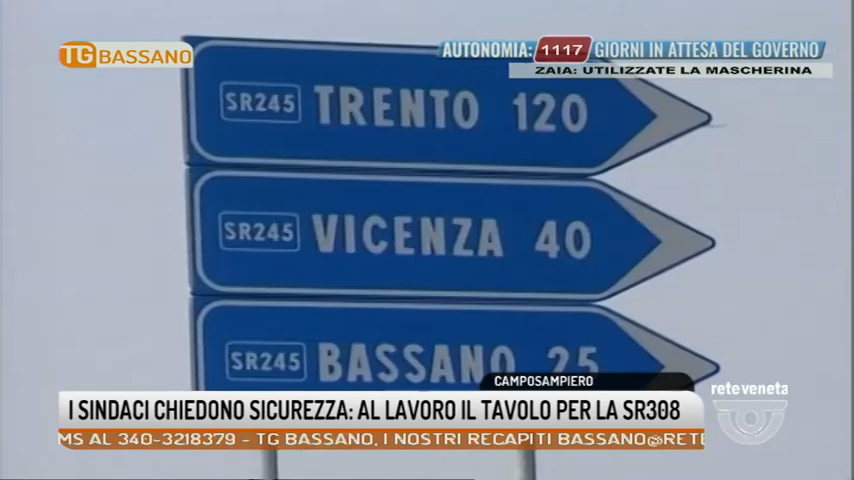 TG BASSANO
AUTONOMIA: 1117 GIORNI IN ATTESA DEL GOVERNO
ZAIA: UTILIZZATE LA MASCHERINA
SR245 TRENTO 120
SR245 VICENZA 40
SR245 BASSANO 25
CAMPOSAMPIERO
I SINDACI CHIEDONO SICUREZZA: AL LAVORO IL TAVOLO PER LA SR308
reteveneta
MS AL 340-3218379 - TG BASSANO, I NOSTRI RECAPITI BASSANO@RETE